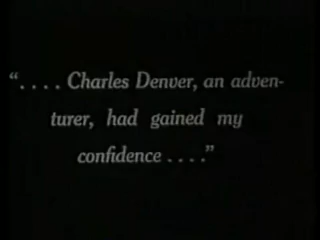 “. . . . Charles Denver, an adven-
turer, had gained my
confidence . . . .”